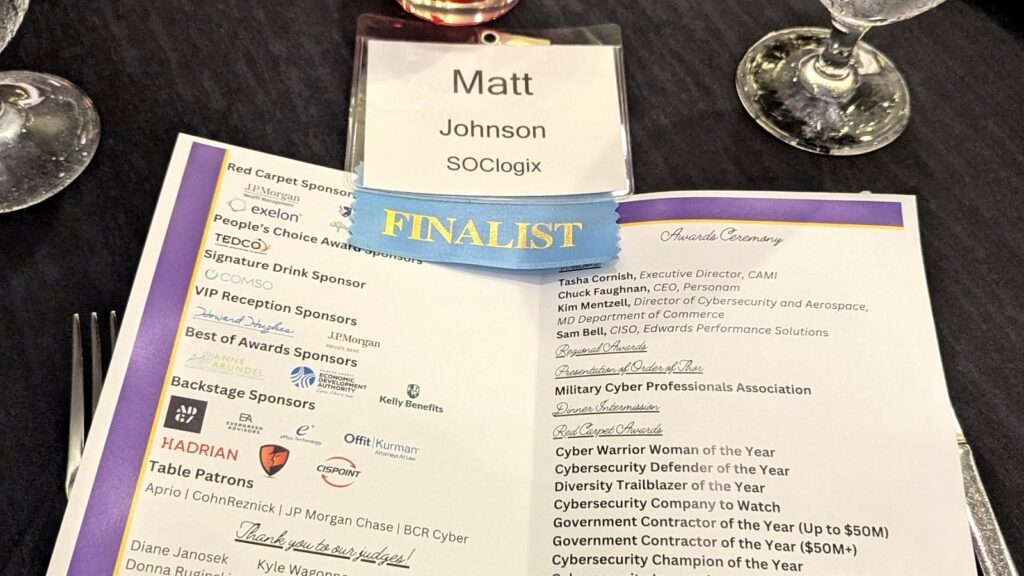 Matt
Johnson
SOClogix
FINALIST
Red Carpet Sponsors
J.P.Morgan
Wealth Management
exelon
People's Choice Award Sponsors
TEDCO
Signature Drink Sponsor
COMSO
VIP Reception Sponsors
Howard Hughes
J.P.Morgan
PRIVATE BANK
Best of Awards Sponsors
ANNE
ARUNDEL
ECONOMIC
DEVELOPMENT
AUTHORITY
Kelly Benefits
Backstage Sponsors
EA
EVERGREEN
ADVISORS
e+
ePlus Technology
Offit|Kurman
Attorneys At Law
HADRIAN
CISPOINT
Table Patrons
Aprio | CohnReznick | JP Morgan Chase | BCR Cyber
Thank you to our judges!
Diane Janosek
Kyle
Donna
Awards Ceremony
Tasha Cornish, Executive Director, CAMI
Chuck Faughnan, CEO, Personam
Kim Mentzell, Director of Cybersecurity and Aerospace,
MD Department of Commerce
Sam Bell, CISO, Edwards Performance Solutions
Regional Awards
Presentation of Order of Thor
Military Cyber Professionals Association
Dinner Intermission
Red Carpet Awards
Cyber Warrior Woman of the Year
Cybersecurity Defender of the Year
Diversity Trailblazer of the Year
Cybersecurity Company to Watch
Government Contractor of the Year (Up to $50M)
Government Contractor of the Year ($50M+)
Cybersecurity Champion of the Year